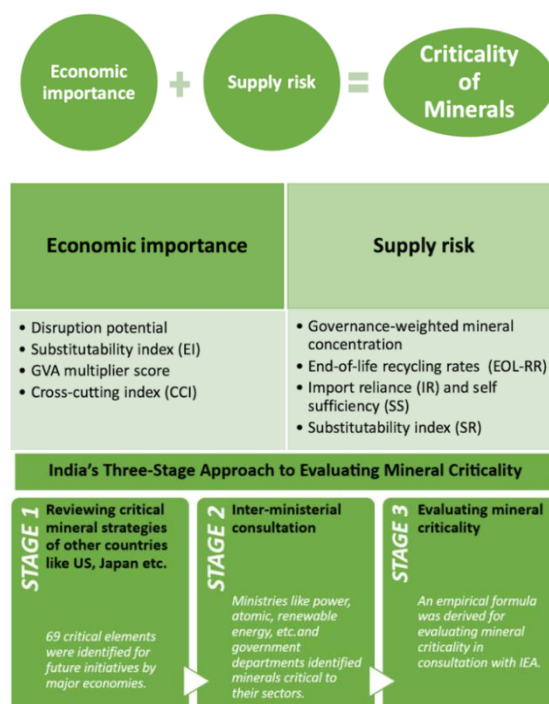 Economic
importance
+
Supply risk
=
Criticality
of
Minerals
Economic importance
Supply risk
• Disruption potential
• Substitutability index (EI)
• GVA multiplier score
• Cross-cutting index (CCI)
• Governance-weighted mineral
concentration
• End-of-life recycling rates (EOL-RR)
• Import reliance (IR) and self
sufficiency (SS)
• Substitutability index (SR)
India's Three-Stage Approach to Evaluating Mineral Criticality
STAGE 1
Reviewing critical
mineral strategies
of other countries
like US, Japan etc.
69 critical elements
were identified for
future initiatives by
major economies.
STAGE 2
Inter-ministerial
consultation
Ministries like power,
atomic, renewable
energy, etc.and
government
departments identified
minerals critical to
their sectors.
STAGE 3
Evaluating mineral
criticality
An empirical formula
was derived for
evaluating mineral
criticality in
consultation with IEA.